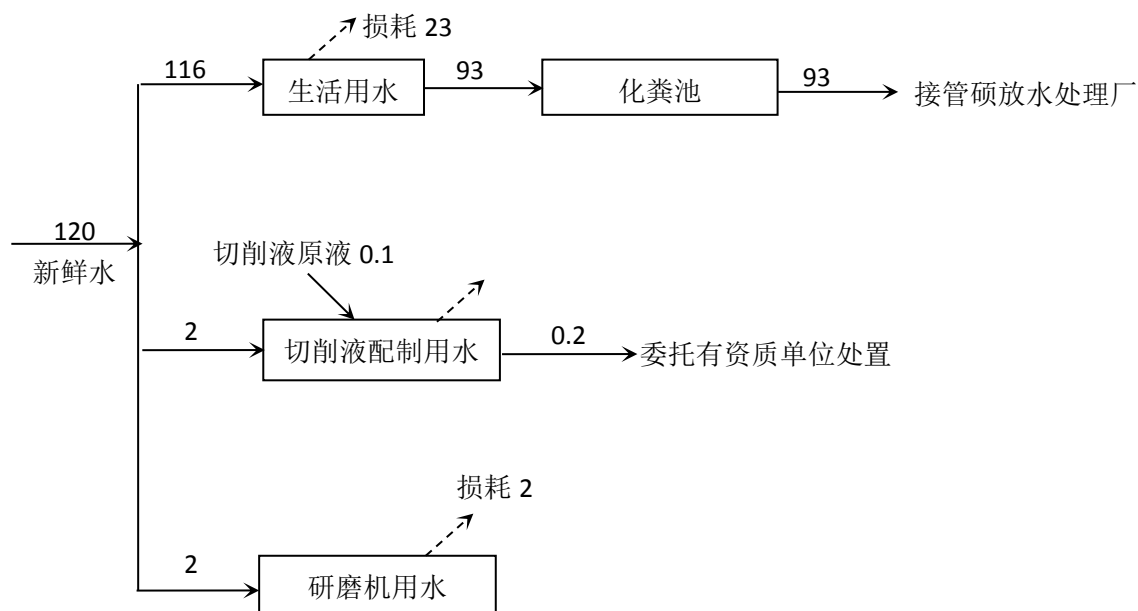 损耗 23
116
生活用水
93
化粪池
93
接管硕放水处理厂
120
新鲜水
切削液原液 0.1
2
切削液配制用水
0.2
委托有资质单位处置
损耗 2
2
研磨机用水